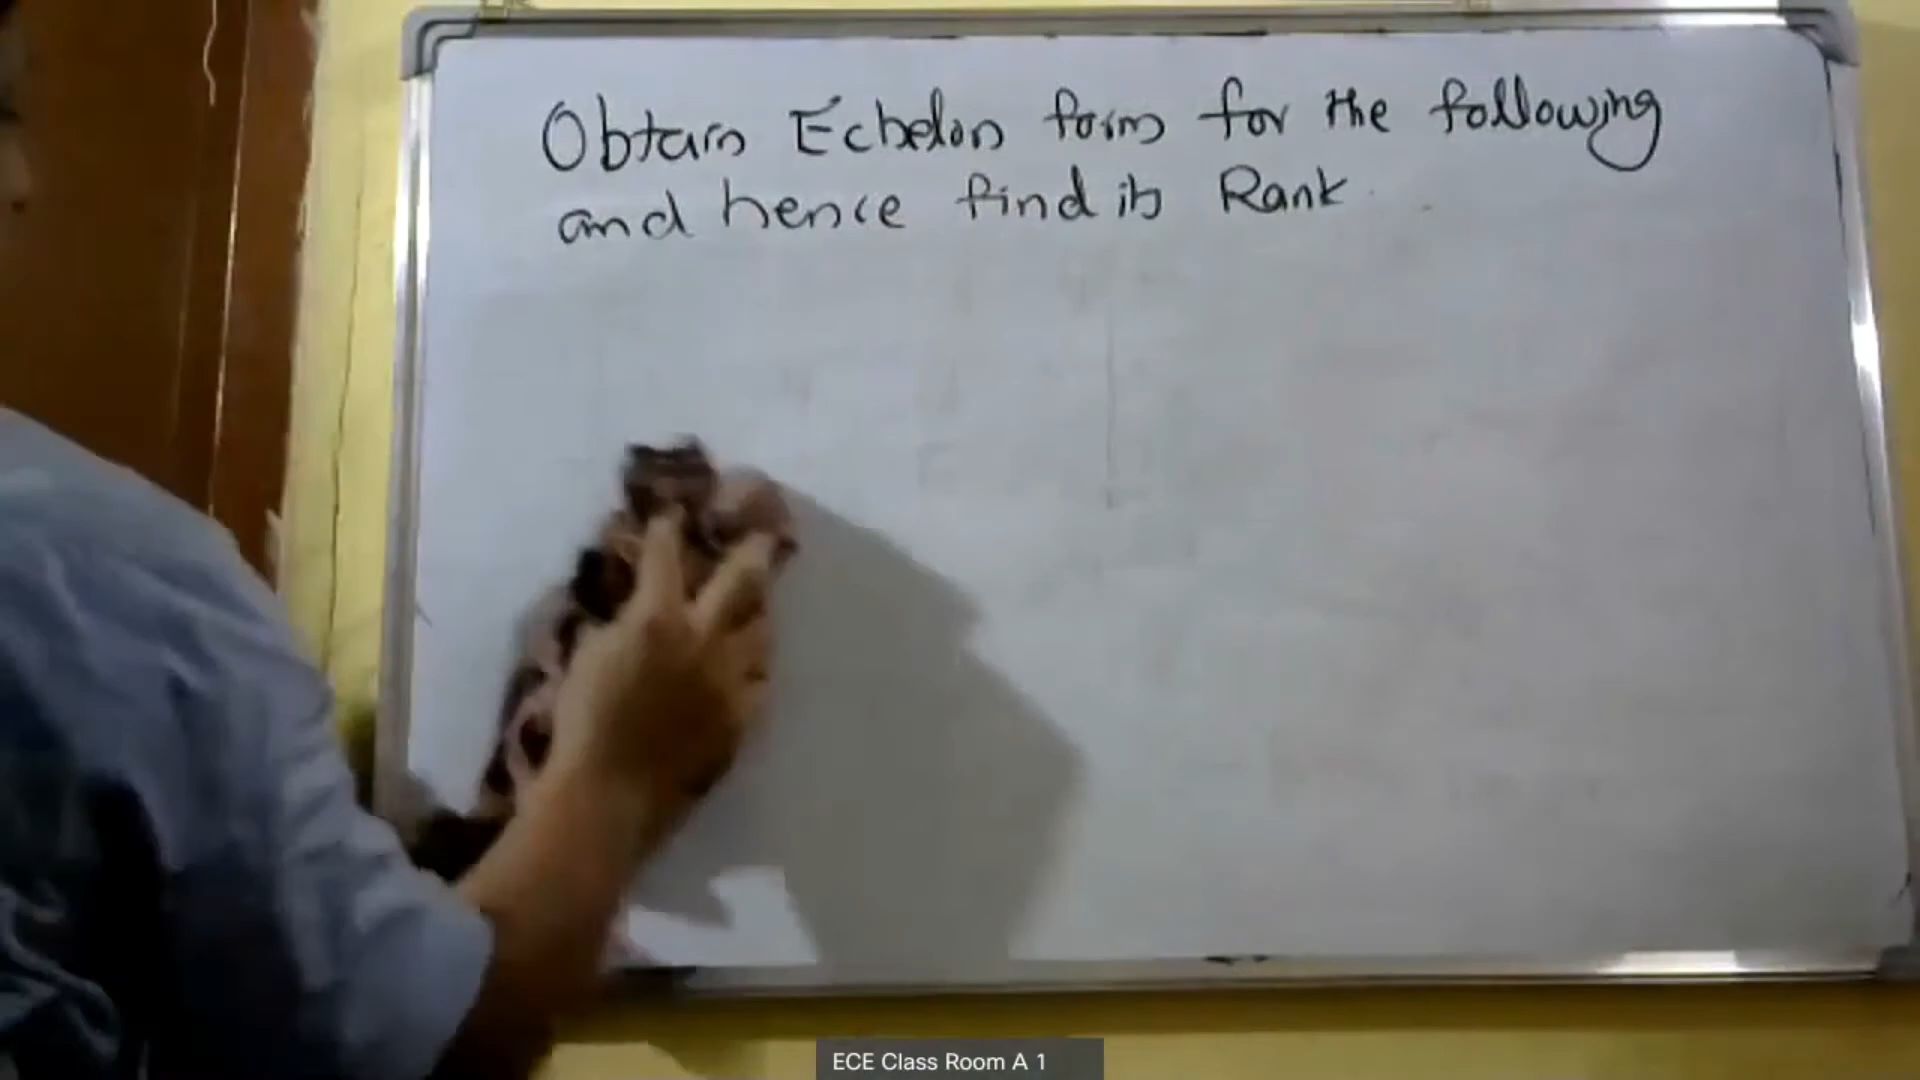 Obtain Echelon form for the following
and hence find its Rank.
ECE Class Room A 1